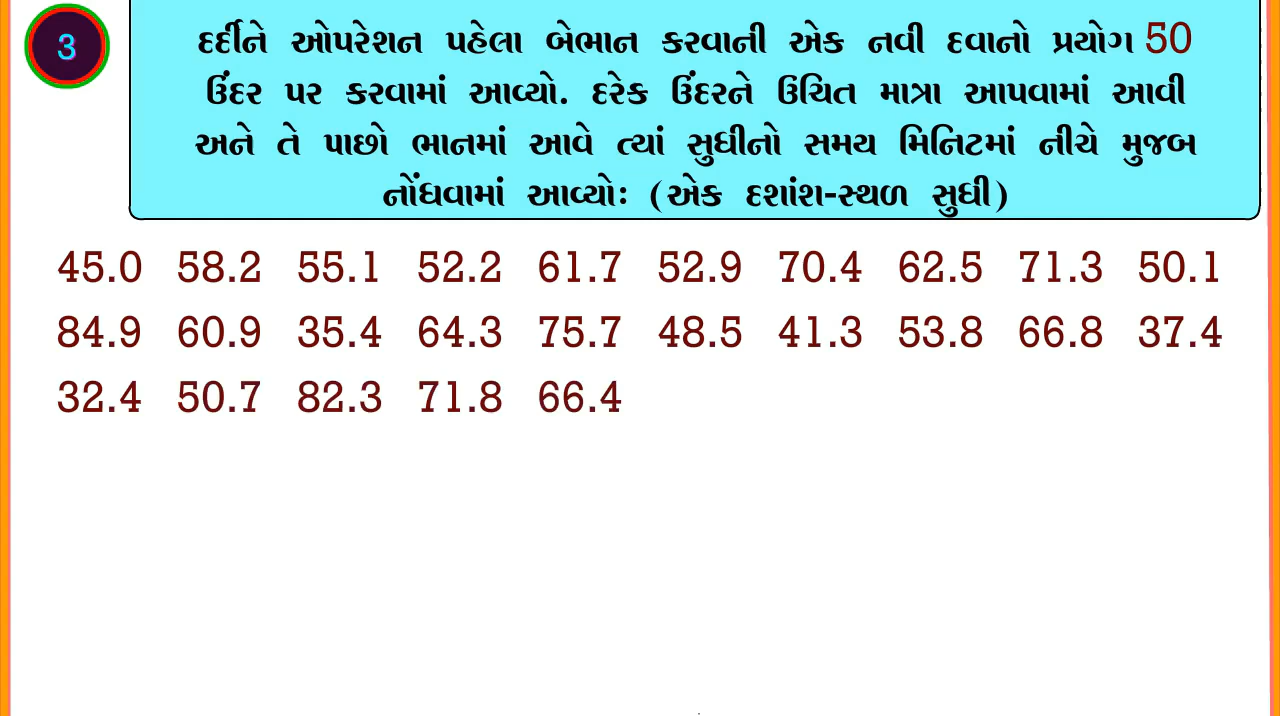 3
દર્દીને ઓપરેશન પહેલા બેભાન કરવાની એક નવી દવાનો પ્રયોગ 50
ઉંદર પર કરવામાં આવ્યો. દરેક ઉંદરને ઉચિત માત્રા આપવામાં આવી
અને તે પાછો ભાનમાં આવે ત્યાં સુધીનો સમય મિનિટમાં નીચે મુજબ
નોંધવામાં આવ્યોઃ (એક દશાંશ-સ્થળ સુધી)
45.0 58.2 55.1 52.2 61.7 52.9 70.4 62.5 71.3 50.1
84.9 60.9 35.4 64.3 75.7 48.5 41.3 53.8 66.8 37.4
32.4 50.7 82.3 71.8 66.4